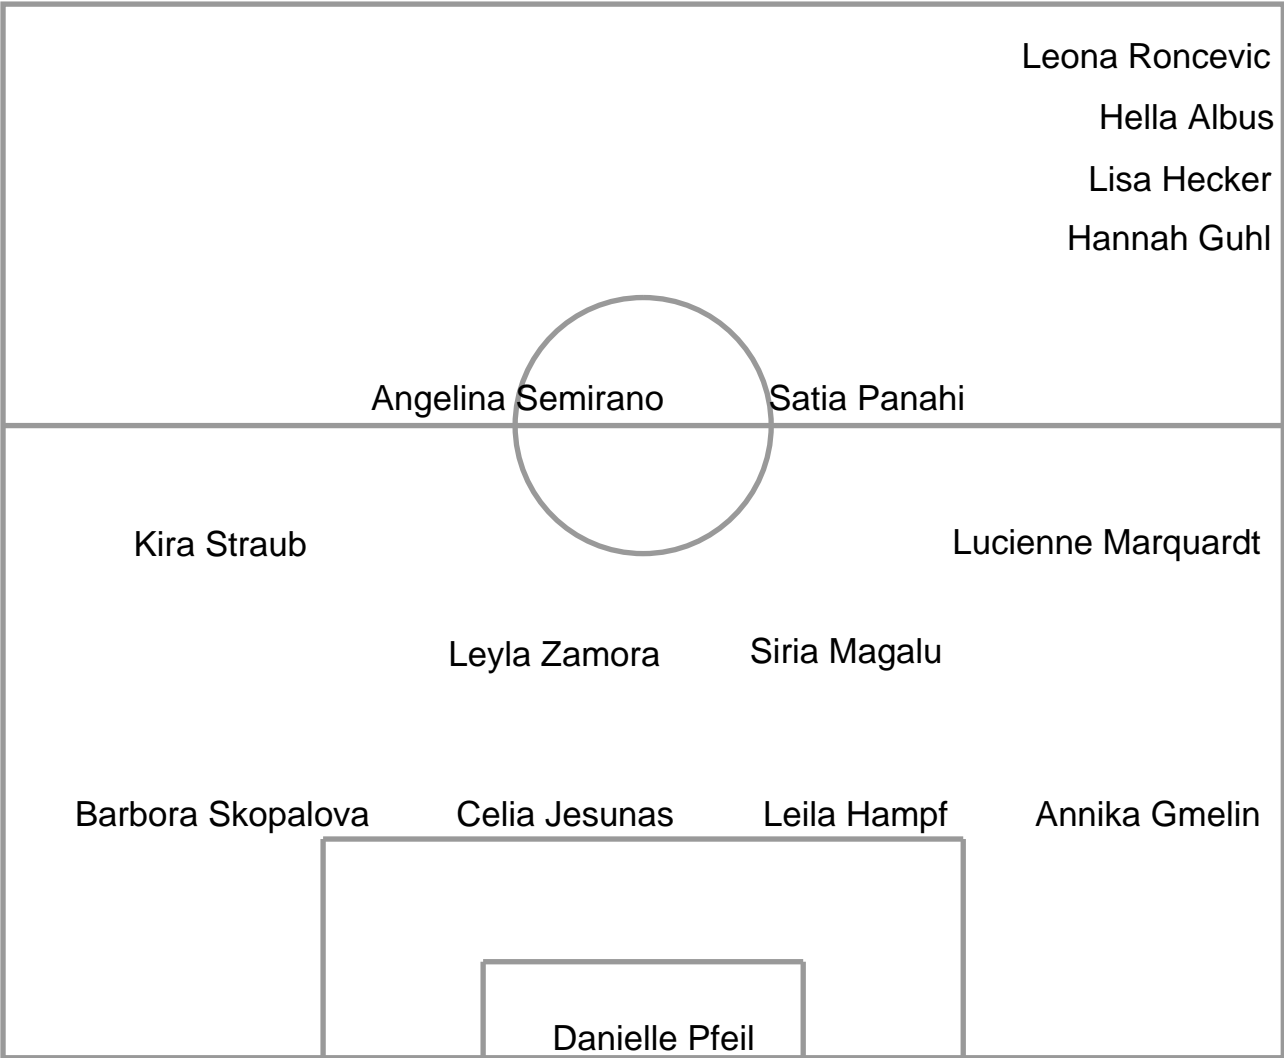 Leona Roncevic
Hella Albus
Lisa Hecker
Hannah Guhl
Angelina Semirano Satia Panahi
Kira Straub Lucienne Marquardt
Leyla Zamora Siria Magalu
Barbora Skopalova Celia Jesunas Leila Hampf Annika Gmelin
Danielle Pfeil